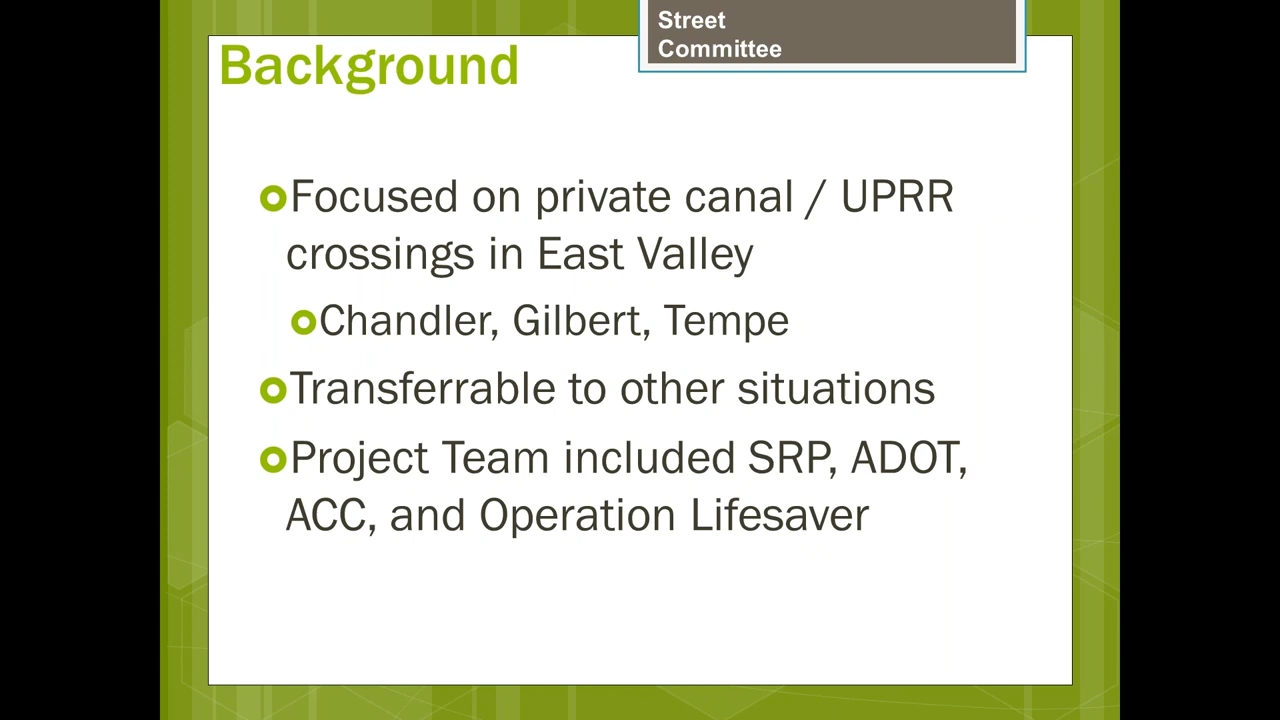 Street
Committee
Background
Focused on private canal / UPRR
crossings in East Valley
Chandler, Gilbert, Tempe
Transferrable to other situations
Project Team included SRP, ADOT,
ACC, and Operation Lifesaver